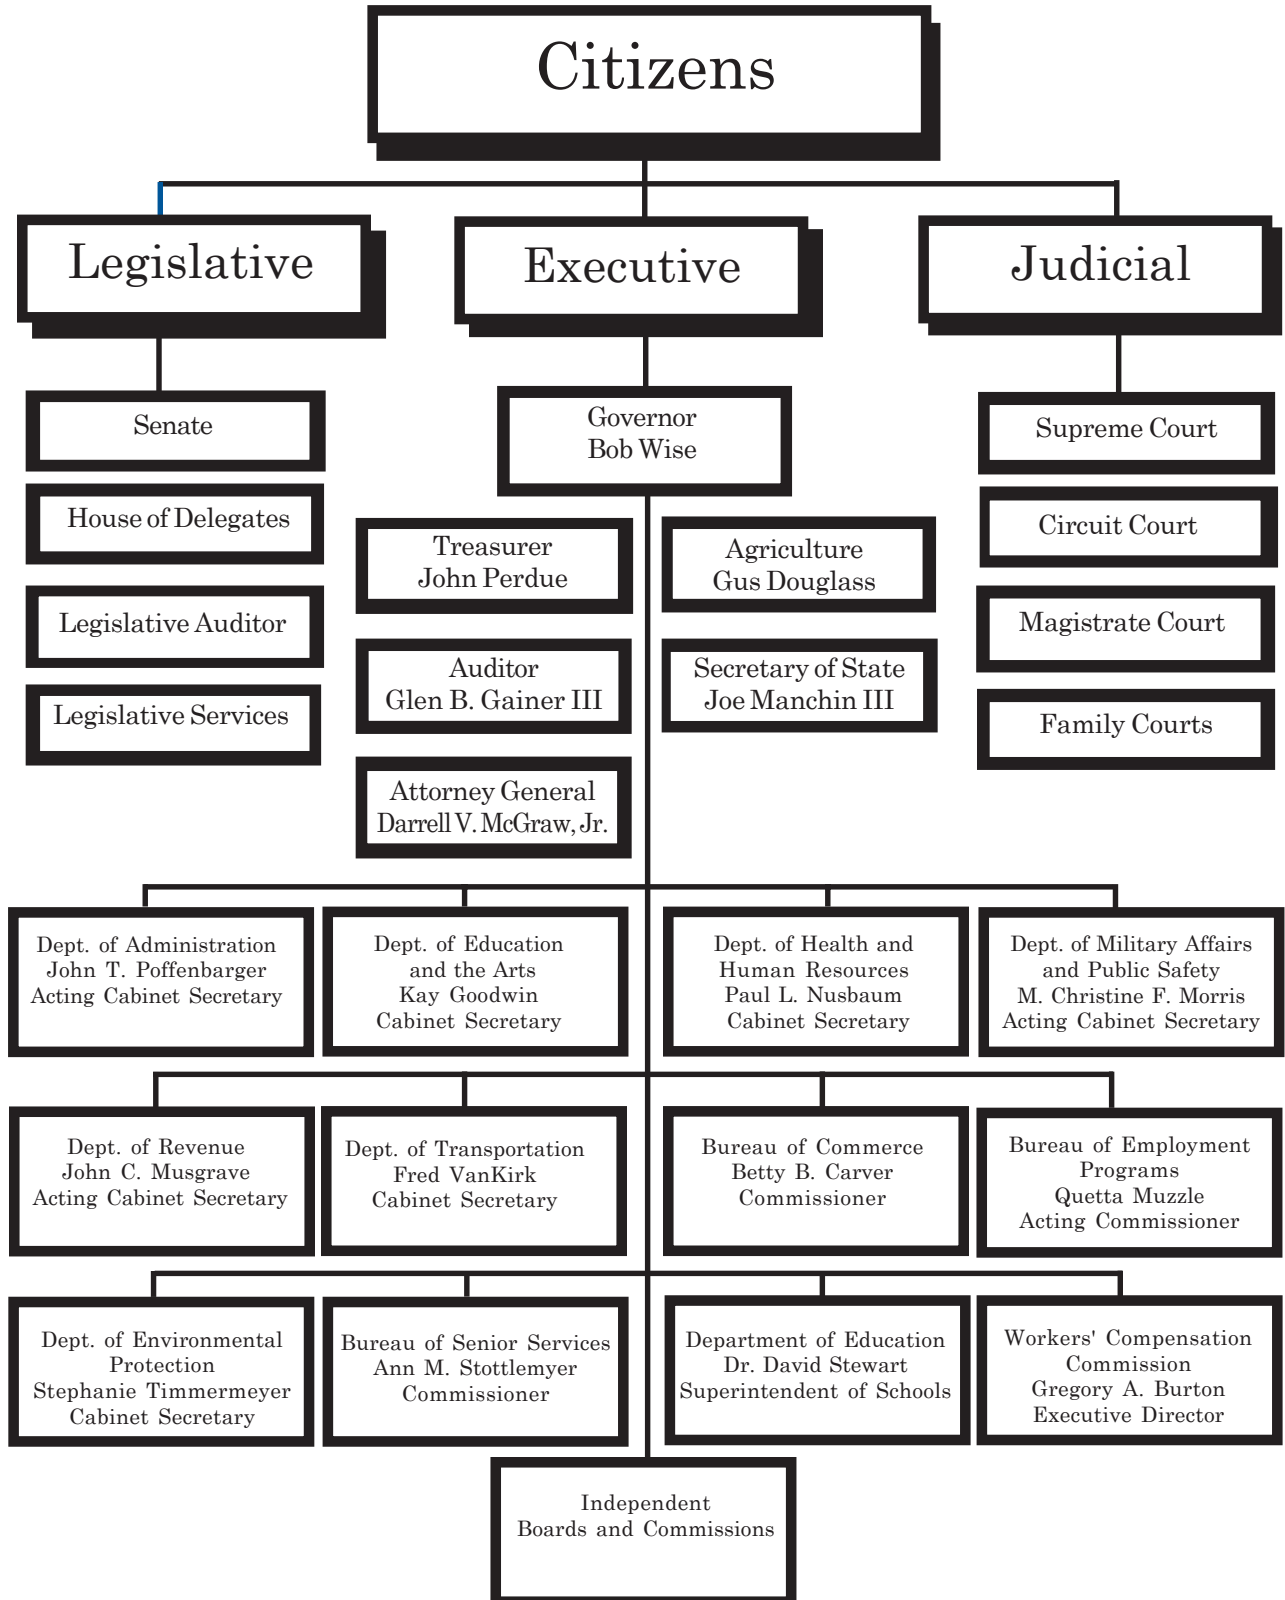 Citizens
Legislative
Executive
Judicial
Senate
House of Delegates
Legislative Auditor
Legislative Services
Governor
Bob Wise
Treasurer
John Perdue
Agriculture
Gus Douglass
Auditor
Glen B. Gainer III
Secretary of State
Joe Manchin III
Attorney General
Darrell V. McGraw, Jr.
Supreme Court
Circuit Court
Magistrate Court
Family Courts
Dept. of Administration
John T. Poffenbarger
Acting Cabinet Secretary
Dept. of Education
and the Arts
Kay Goodwin
Cabinet Secretary
Dept. of Health and
Human Resources
Paul L. Nusbaum
Cabinet Secretary
Dept. of Military Affairs
and Public Safety
M. Christine F. Morris
Acting Cabinet Secretary
Dept. of Revenue
John C. Musgrave
Acting Cabinet Secretary
Dept. of Transportation
Fred VanKirk
Cabinet Secretary
Bureau of Commerce
Betty B. Carver
Commissioner
Bureau of Employment
Programs
Quetta Muzzle
Acting Commissioner
Dept. of Environmental
Protection
Stephanie Timmermeyer
Cabinet Secretary
Bureau of Senior Services
Ann M. Stottlemyer
Commissioner
Department of Education
Dr. David Stewart
Superintendent of Schools
Workers' Compensation
Commission
Gregory A. Burton
Executive Director
Independent
Boards and Commissions